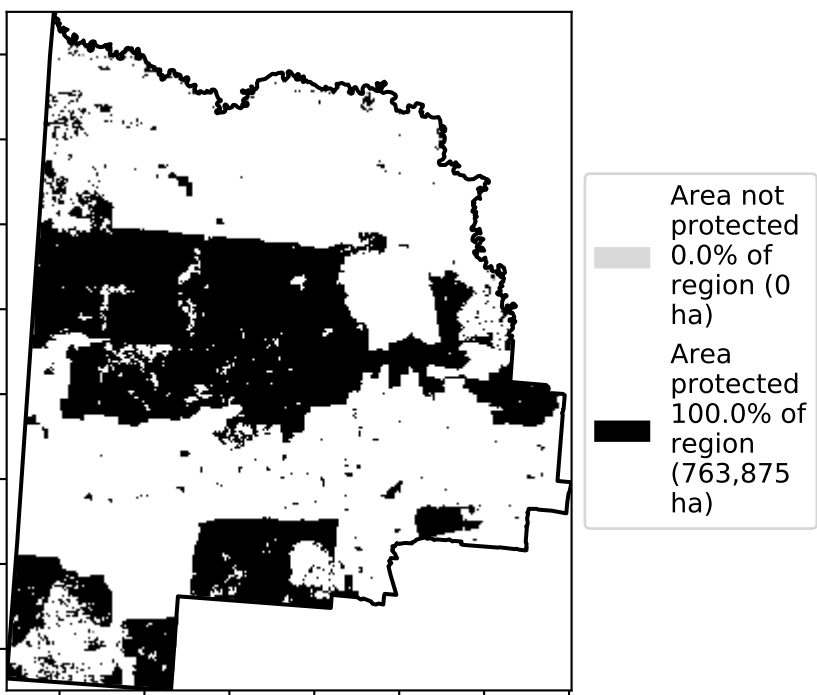 Area not
protected
0.0% of
region (0
ha)
Area
protected
100.0% of
region
(763,875
ha)